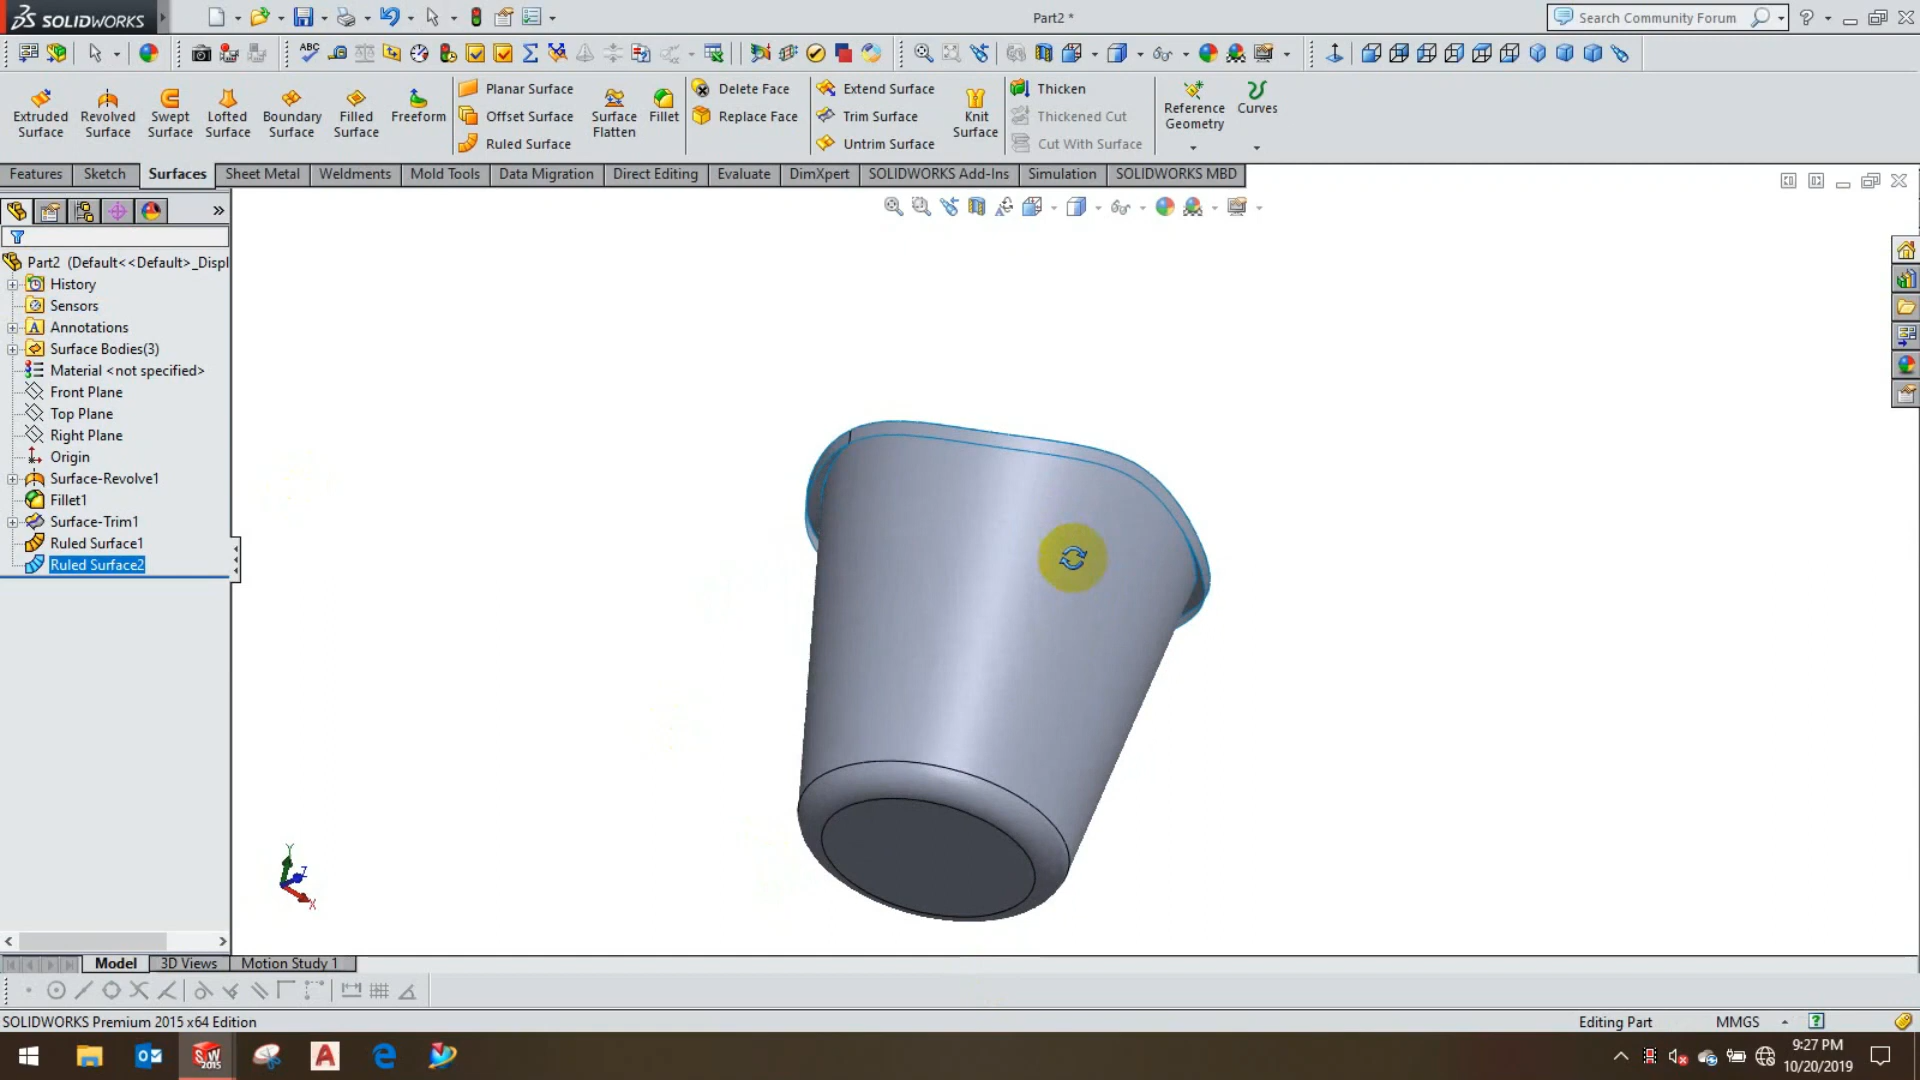 SOLIDWORKS
Part2 *
Search Community Forum
?
ABC
Extruded Surface
Revolved Surface
Swept Surface
Lofted Surface
Boundary Surface
Filled Surface
Freeform
Planar Surface
Offset Surface
Ruled Surface
Surface Flatten
Fillet
Delete Face
Replace Face
Extend Surface
Trim Surface
Untrim Surface
Knit Surface
Thicken
Thickened Cut
Cut With Surface
Reference Geometry
Curves
Features Sketch Surfaces Sheet Metal Weldments Mold Tools Data Migration Direct Editing Evaluate DimXpert SOLIDWORKS Add-Ins Simulation SOLIDWORKS MBD
Part2 (Default<<Default>_Displ
History
Sensors
Annotations
Surface Bodies(3)
Material <not specified>
Front Plane
Top Plane
Right Plane
Origin
Surface-Revolve1
Fillet1
Surface-Trim1
Ruled Surface1
Ruled Surface2
Y
Z
X
Model 3D Views Motion Study 1
SOLIDWORKS Premium 2015 x64 Edition
Editing Part
MMGS
9:27 PM
10/20/2019